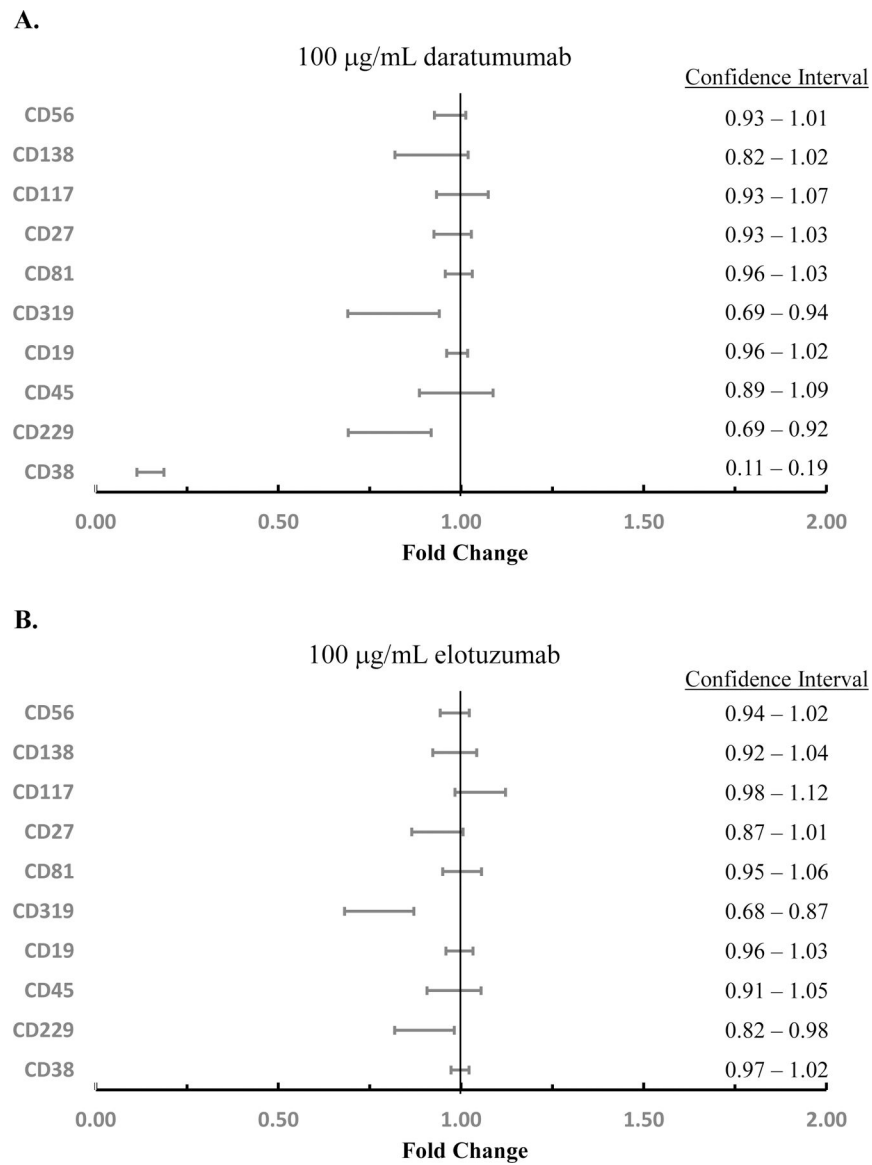 A.
100 μg/mL daratumumab
Confidence Interval
CD56 0.93 – 1.01
CD138 0.82 – 1.02
CD117 0.93 – 1.07
CD27 0.93 – 1.03
CD81 0.96 – 1.03
CD319 0.69 – 0.94
CD19 0.96 – 1.02
CD45 0.89 – 1.09
CD229 0.69 – 0.92
CD38 0.11 – 0.19
0.00 0.50 1.00 1.50 2.00
Fold Change
B.
100 μg/mL elotuzumab
Confidence Interval
CD56 0.94 – 1.02
CD138 0.92 – 1.04
CD117 0.98 – 1.12
CD27 0.87 – 1.01
CD81 0.95 – 1.06
CD319 0.68 – 0.87
CD19 0.96 – 1.03
CD45 0.91 – 1.05
CD229 0.82 – 0.98
CD38 0.97 – 1.02
0.00 0.50 1.00 1.50 2.00
Fold Change